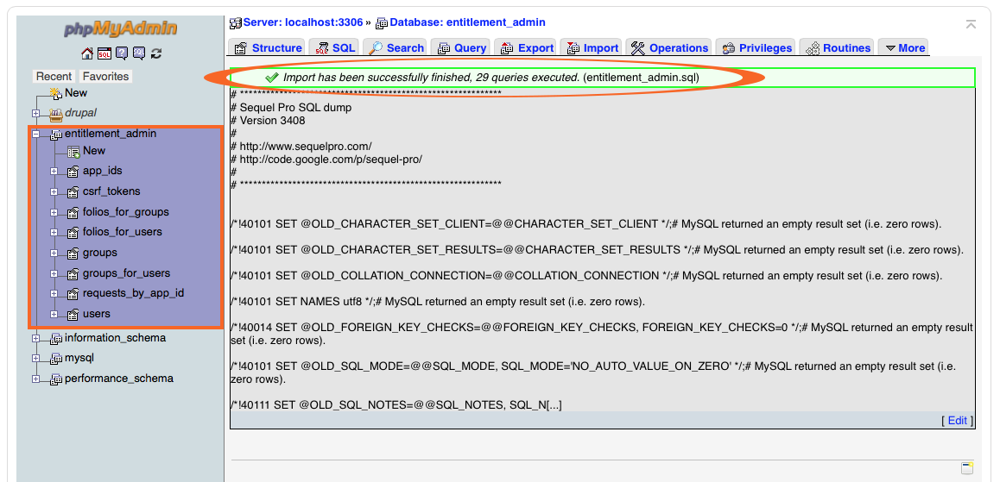 phpMyAdmin
Recent Favorites
New
drupal
entitlement_admin
New
app_ids
csrf_tokens
folios_for_groups
folios_for_users
groups
groups_for_users
requests_by_app_id
users
information_schema
mysql
performance_schema
Server: localhost:3306 » Database: entitlement_admin
Structure SQL Search Query Export Import Operations Privileges Routines More
Import has been successfully finished, 29 queries executed. (entitlement_admin.sql)
# ************************************************************
# Sequel Pro SQL dump
# Version 3408
#
# http://www.sequelpro.com/
# http://code.google.com/p/sequel-pro/
#
# ************************************************************
/*!40101 SET @OLD_CHARACTER_SET_CLIENT=@@CHARACTER_SET_CLIENT */;# MySQL returned an empty result set (i.e. zero rows).
/*!40101 SET @OLD_CHARACTER_SET_RESULTS=@@CHARACTER_SET_RESULTS */;# MySQL returned an empty result set (i.e. zero rows).
/*!40101 SET @OLD_COLLATION_CONNECTION=@@COLLATION_CONNECTION */;# MySQL returned an empty result set (i.e. zero rows).
/*!40101 SET NAMES utf8 */;# MySQL returned an empty result set (i.e. zero rows).
/*!40014 SET @OLD_FOREIGN_KEY_CHECKS=@@FOREIGN_KEY_CHECKS, FOREIGN_KEY_CHECKS=0 */;# MySQL returned an empty result
set (i.e. zero rows).
/*!40101 SET @OLD_SQL_MODE=@@SQL_MODE, SQL_MODE='NO_AUTO_VALUE_ON_ZERO' */;# MySQL returned an empty result set (i.e.
zero rows).
/*!40111 SET @OLD_SQL_NOTES=@@SQL_NOTES, SQL_N[...]
[ Edit ]